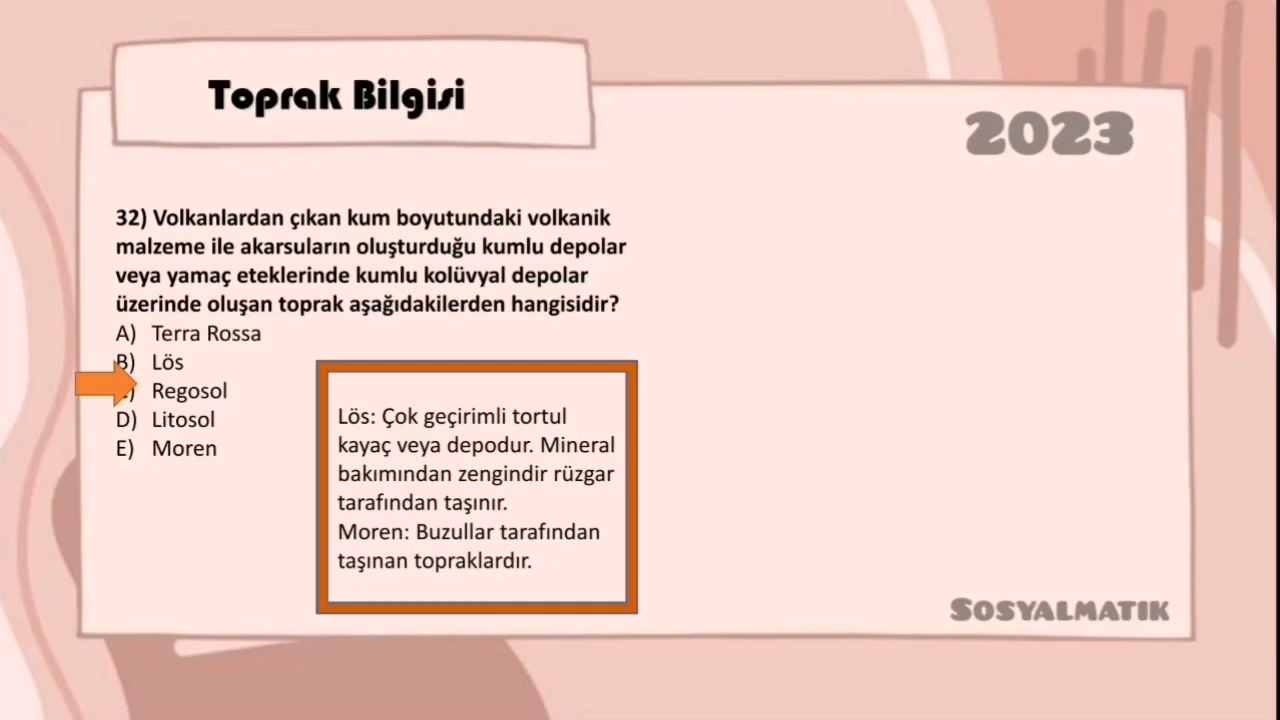 Toprak Bilgisi
2023
32) Volkanlardan çıkan kum boyutundaki volkanik
malzeme ile akarsuların oluşturduğu kumlu depolar
veya yamaç eteklerinde kumlu kolüvyal depolar
üzerinde oluşan toprak aşağıdakilerden hangisidir?
A) Terra Rossa
B) Lös
) Regosol
D) Litosol
E) Moren
Lös: Çok geçirimli tortul
kayaç veya depodur. Mineral
bakımından zengindir rüzgar
tarafından taşınır.
Moren: Buzullar tarafından
taşınan topraklardır.
SOSYALMATIK